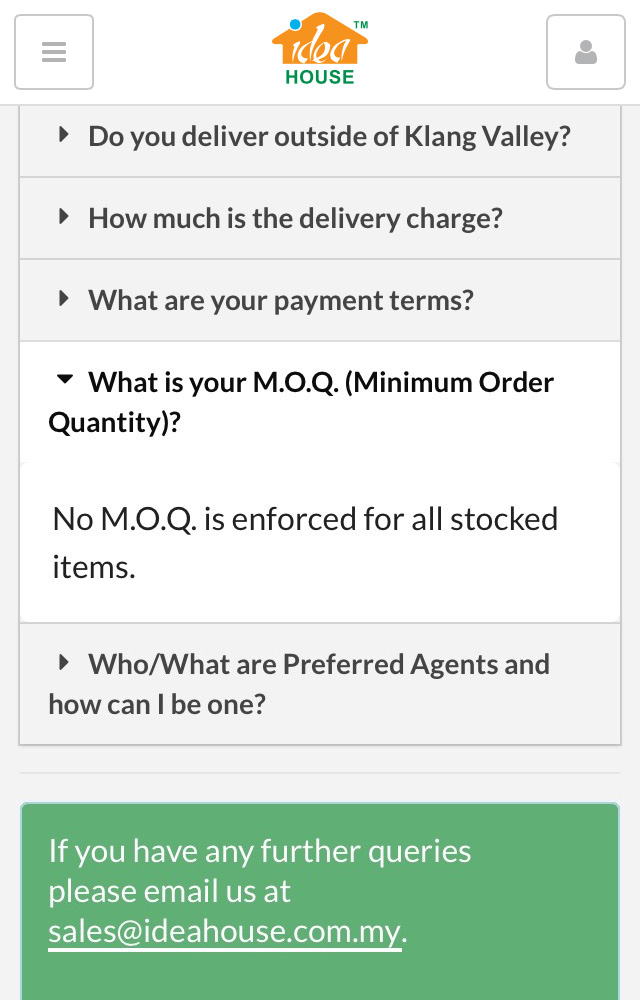 idea TM
HOUSE
Do you deliver outside of Klang Valley?
How much is the delivery charge?
What are your payment terms?
What is your M.O.Q. (Minimum Order
Quantity)?
No M.O.Q. is enforced for all stocked
items.
Who/What are Preferred Agents and
how can I be one?
If you have any further queries
please email us at
sales@ideahouse.com.my.